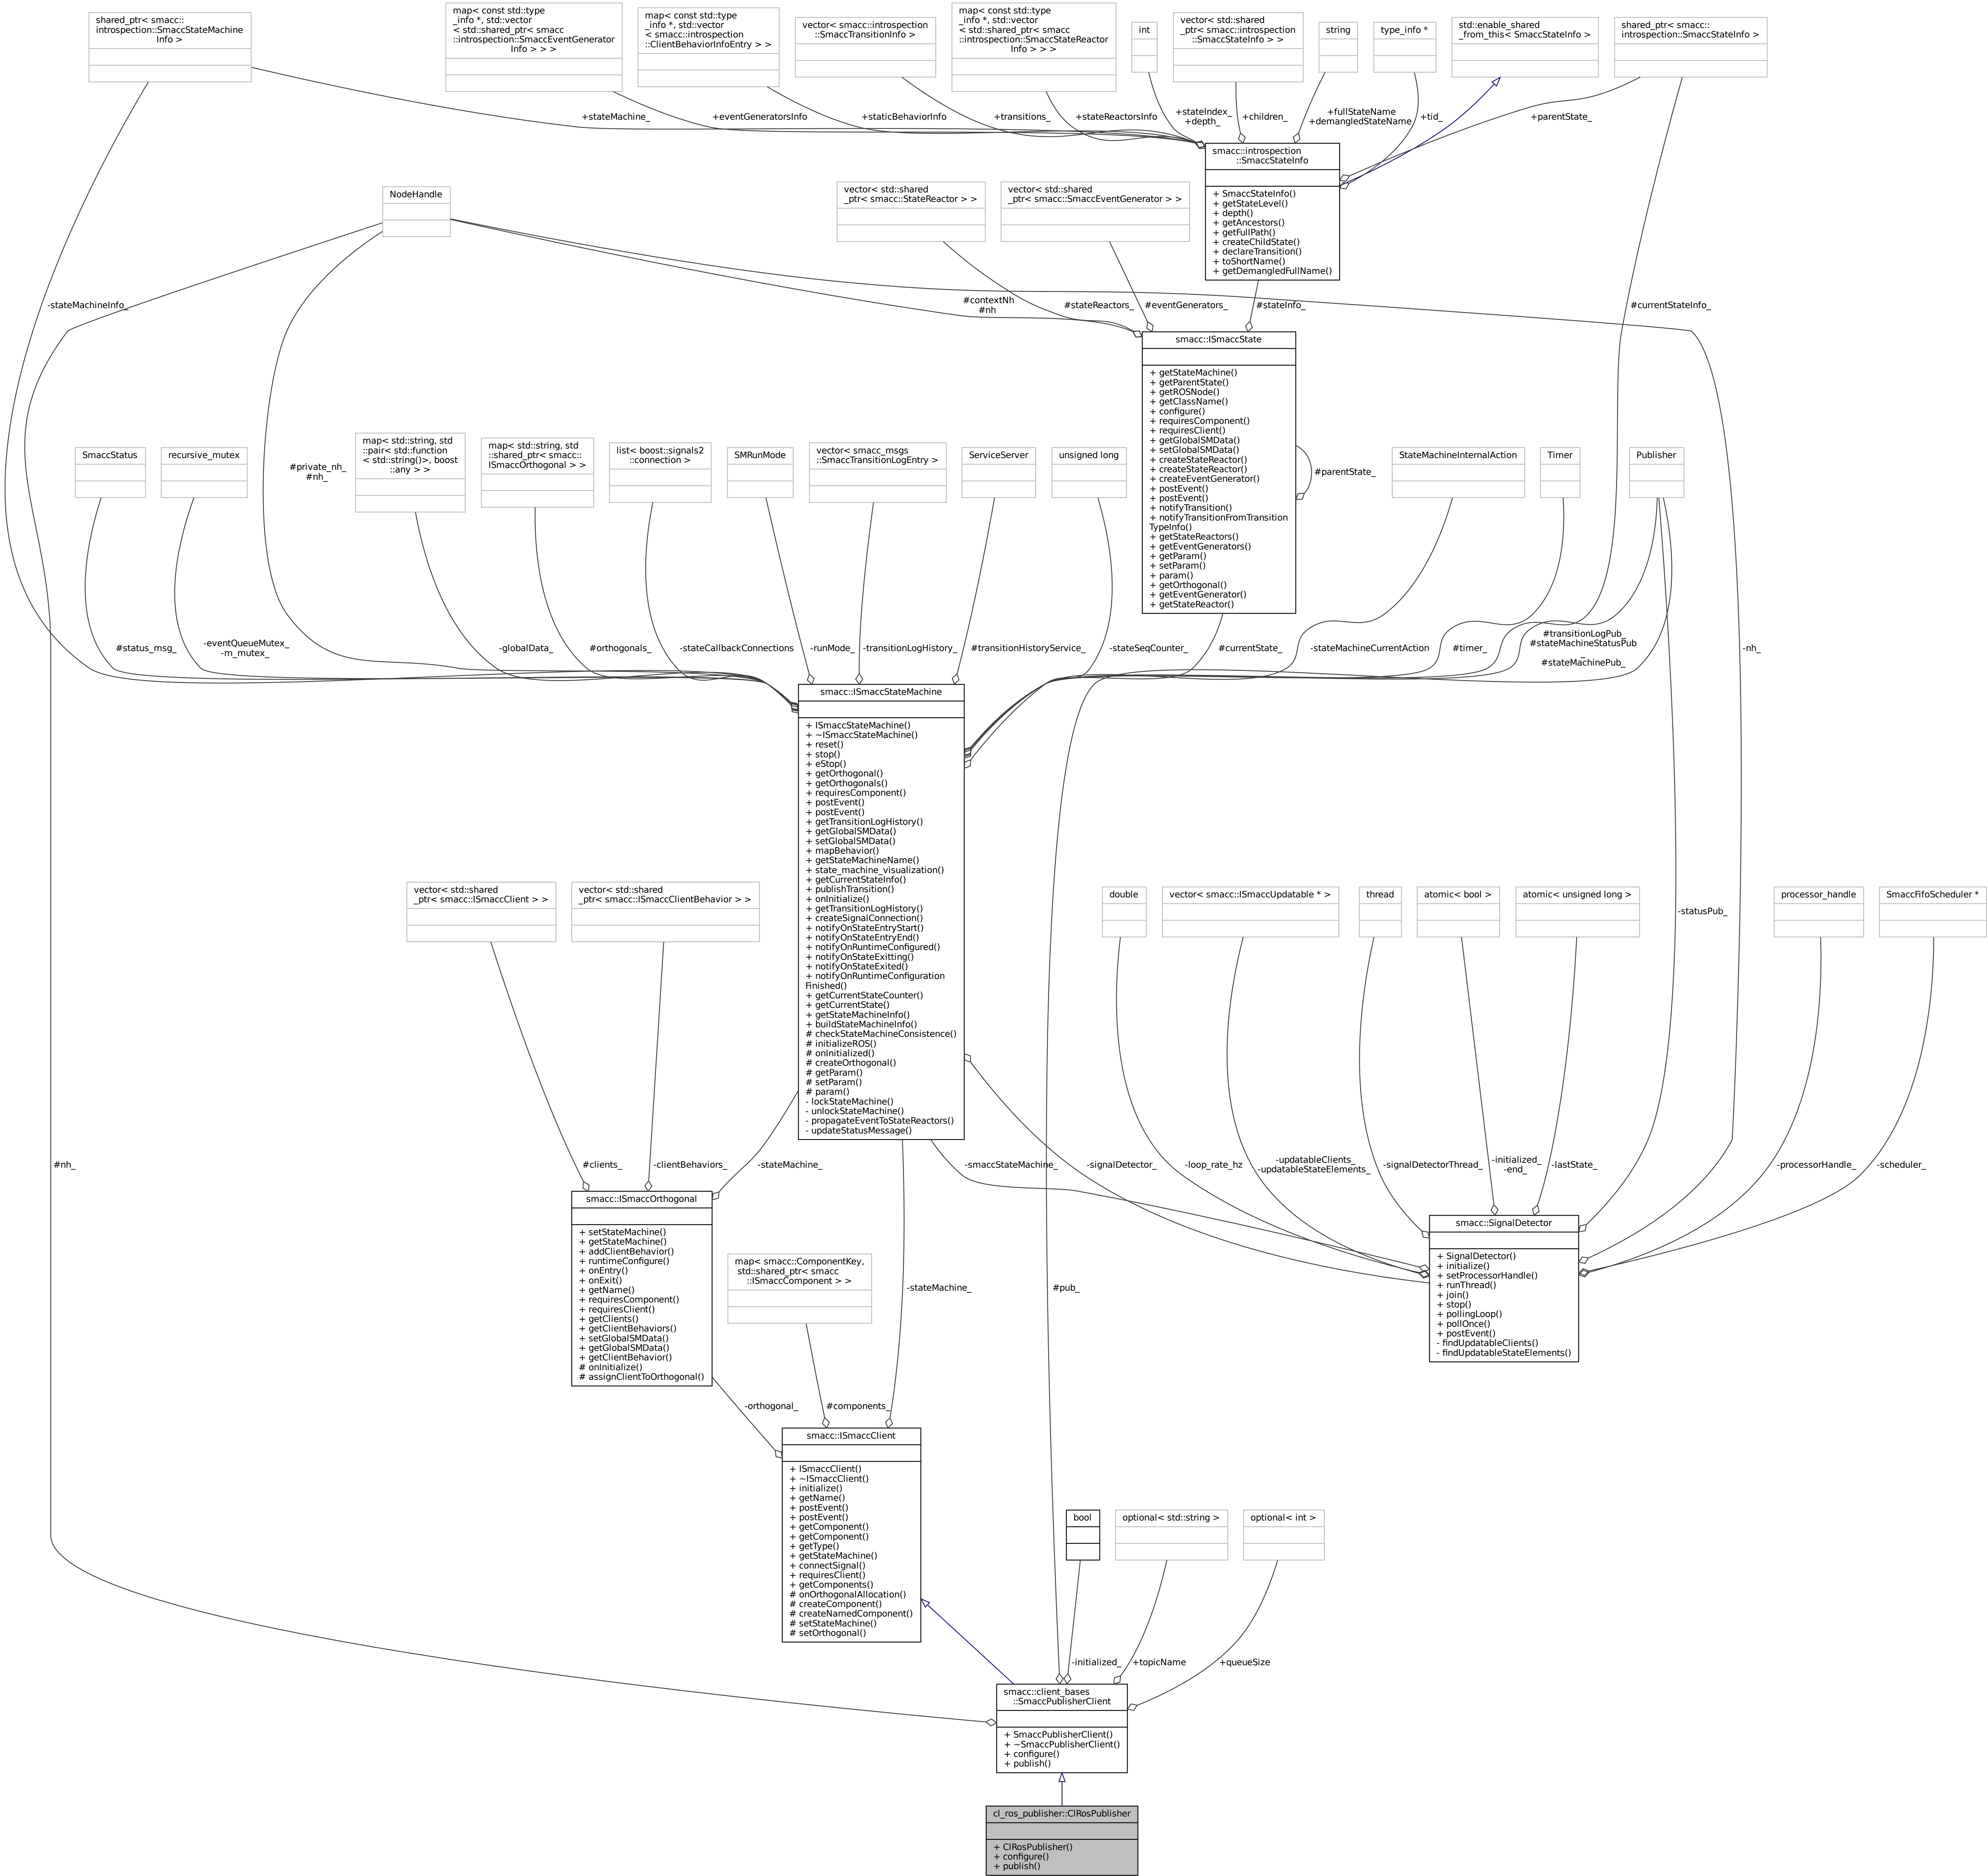 shared_ptr< smacc::
introspection::SmaccStateMachine
Info >
map< const std::type
_info *, std::vector
< std::shared_ptr< smacc
::introspection::SmaccEventGenerator
Info > > >
map< const std::type
_info *, std::vector
< smacc::introspection
::ClientBehaviorInfoEntry > >
vector< smacc::introspection
::SmaccTransitionInfo >
map< const std::type
_info *, std::vector
< std::shared_ptr< smacc
::introspection::SmaccStateReactor
Info > > >
int
vector< std::shared
_ptr< smacc::introspection
::SmaccStateInfo > >
string
type_info *
std::enable_shared
_from_this< SmaccStateInfo >
shared_ptr< smacc::
introspection::SmaccStateInfo >
+stateMachine_
+eventGeneratorsInfo
+staticBehaviorInfo
+transitions_
+stateReactorsInfo
+stateIndex_
+depth_
+children_
+fullStateName
+demangledStateName
+tid_
+parentState_
smacc::introspection
::SmaccStateInfo
+ SmaccStateInfo()
+ getStateLevel()
+ depth()
+ getAncestors()
+ getFullPath()
+ createChildState()
+ declareTransition()
+ toShortName()
+ getDemangledFullName()
NodeHandle
vector< std::shared
_ptr< smacc::StateReactor > >
vector< std::shared
_ptr< smacc::SmaccEventGenerator > >
-stateMachineInfo_
#contextNh
#nh
#stateReactors_
#eventGenerators_
#stateInfo_
#currentStateInfo_
smacc::ISmaccState
+ getStateMachine()
+ getParentState()
+ getROSNode()
+ getClassName()
+ configure()
+ requiresComponent()
+ requiresClient()
+ getGlobalSMData()
+ setGlobalSMData()
+ createStateReactor()
+ createStateReactor()
+ createEventGenerator()
+ postEvent()
+ postEvent()
+ notifyTransition()
+ notifyTransitionFromTransition
TypeInfo()
+ getStateReactors()
+ getEventGenerators()
+ getParam()
+ setParam()
+ param()
+ getOrthogonal()
+ getEventGenerator()
+ getStateReactor()
#parentState_
SmaccStatus
recursive_mutex
#private_nh_
#nh_
map< std::string, std
::pair< std::function
< std::string()>, boost
::any > >
map< std::string, std
::shared_ptr< smacc::
ISmaccOrthogonal > >
list< boost::signals2
::connection >
SMRunMode
vector< smacc_msgs
::SmaccTransitionLogEntry >
ServiceServer
unsigned long
StateMachineInternalAction
Timer
Publisher
#status_msg_
-eventQueueMutex_
-m_mutex_
-globalData_
#orthogonals_
-stateCallbackConnections
-runMode_
-transitionLogHistory_
#transitionHistoryService_
-stateSeqCounter_
#currentState_
-stateMachineCurrentAction
#timer_
#transitionLogPub_
#stateMachineStatusPub
_
#stateMachinePub_
-nh_
smacc::ISmaccStateMachine
+ ISmaccStateMachine()
+ ~ISmaccStateMachine()
+ reset()
+ stop()
+ eStop()
+ getOrthogonal()
+ getOrthogonals()
+ requiresComponent()
+ postEvent()
+ postEvent()
+ getTransitionLogHistory()
+ getGlobalSMData()
+ setGlobalSMData()
+ mapBehavior()
+ getStateMachineName()
+ state_machine_visualization()
+ getCurrentStateInfo()
+ publishTransition()
+ onInitialize()
+ getTransitionLogHistory()
+ createSignalConnection()
+ notifyOnStateEntryStart()
+ notifyOnStateEntryEnd()
+ notifyOnRuntimeConfigured()
+ notifyOnStateExitting()
+ notifyOnStateExited()
+ notifyOnRuntimeConfiguration
Finished()
+ getCurrentStateCounter()
+ getCurrentState()
+ getStateMachineInfo()
+ buildStateMachineInfo()
# checkStateMachineConsistence()
# initializeROS()
# onInitialized()
# createOrthogonal()
# getParam()
# setParam()
# param()
- lockStateMachine()
- unlockStateMachine()
- propagateEventToStateReactors()
- updateStatusMessage()
vector< std::shared
_ptr< smacc::ISmaccClient > >
vector< std::shared
_ptr< smacc::ISmaccClientBehavior > >
double
vector< smacc::ISmaccUpdatable * >
thread
atomic< bool >
atomic< unsigned long >
-statusPub_
processor_handle
SmaccFifoScheduler *
#nh_
#clients_
-clientBehaviors_
-stateMachine_
-smaccStateMachine_
-signalDetector_
-loop_rate_hz
-updatableClients_
-updatableStateElements_
-signalDetectorThread_
-initialized_
-end_
-lastState_
-processorHandle_
-scheduler_
smacc::ISmaccOrthogonal
+ setStateMachine()
+ getStateMachine()
+ addClientBehavior()
+ runtimeConfigure()
+ onEntry()
+ onExit()
+ getName()
+ requiresComponent()
+ requiresClient()
+ getClients()
+ getClientBehaviors()
+ setGlobalSMData()
+ getGlobalSMData()
+ getClientBehavior()
# onInitialize()
# assignClientToOrthogonal()
smacc::SignalDetector
+ SignalDetector()
+ initialize()
+ setProcessorHandle()
+ runThread()
+ join()
+ stop()
+ pollingLoop()
+ pollOnce()
+ postEvent()
- findUpdatableClients()
- findUpdatableStateElements()
map< smacc::ComponentKey,
std::shared_ptr< smacc
::ISmaccComponent > >
-stateMachine_
#pub_
-orthogonal_
#components_
smacc::ISmaccClient
+ ISmaccClient()
+ ~ISmaccClient()
+ initialize()
+ getName()
+ postEvent()
+ postEvent()
+ getComponent()
+ getComponent()
+ getType()
+ getStateMachine()
+ connectSignal()
+ requiresClient()
+ getComponents()
# onOrthogonalAllocation()
# createComponent()
# createNamedComponent()
# setStateMachine()
# setOrthogonal()
bool
optional< std::string >
optional< int >
-initialized_
+topicName
+queueSize
smacc::client_bases
::SmaccPublisherClient
+ SmaccPublisherClient()
+ ~SmaccPublisherClient()
+ configure()
+ publish()
cl_ros_publisher::ClRosPublisher
+ ClRosPublisher()
+ configure()
+ publish()